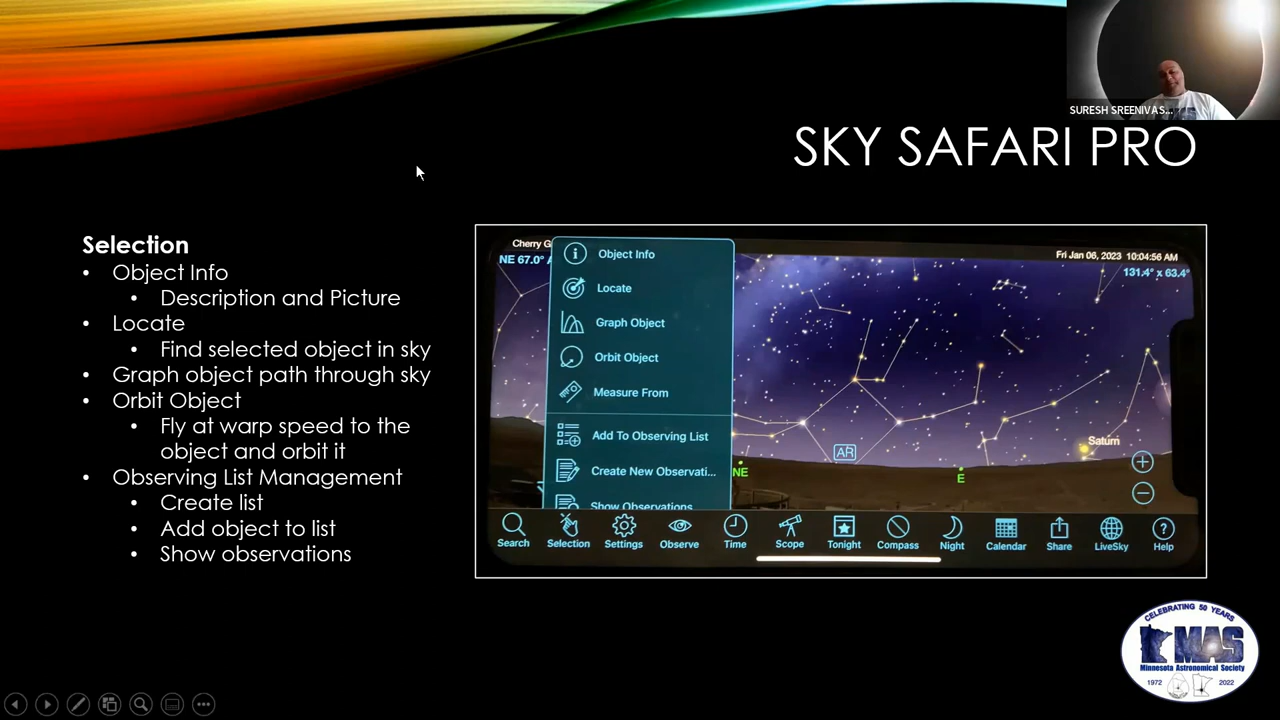 SURESH SREENIVAS...
SKY SAFARI PRO
Selection
• Object Info
• Description and Picture
• Locate
• Find selected object in sky
• Graph object path through sky
• Orbit Object
• Fly at warp speed to the
object and orbit it
• Observing List Management
• Create list
• Add object to list
• Show observations
Cherry G
NE 67.0°
Fri Jan 06, 2023 10:04:56 AM
131.4° x 63.4°
Object Info
Locate
Graph Object
Orbit Object
Measure From
Add To Observing List
Create New Observati...
Show Observations
Saturn
AR
NE
E
Search Selection Settings Observe Time Scope Tonight Compass Night Calendar Share LiveSky Help
CELEBRATING 50 YEARS
MAS
Minnesota Astronomical Society
1972 2022